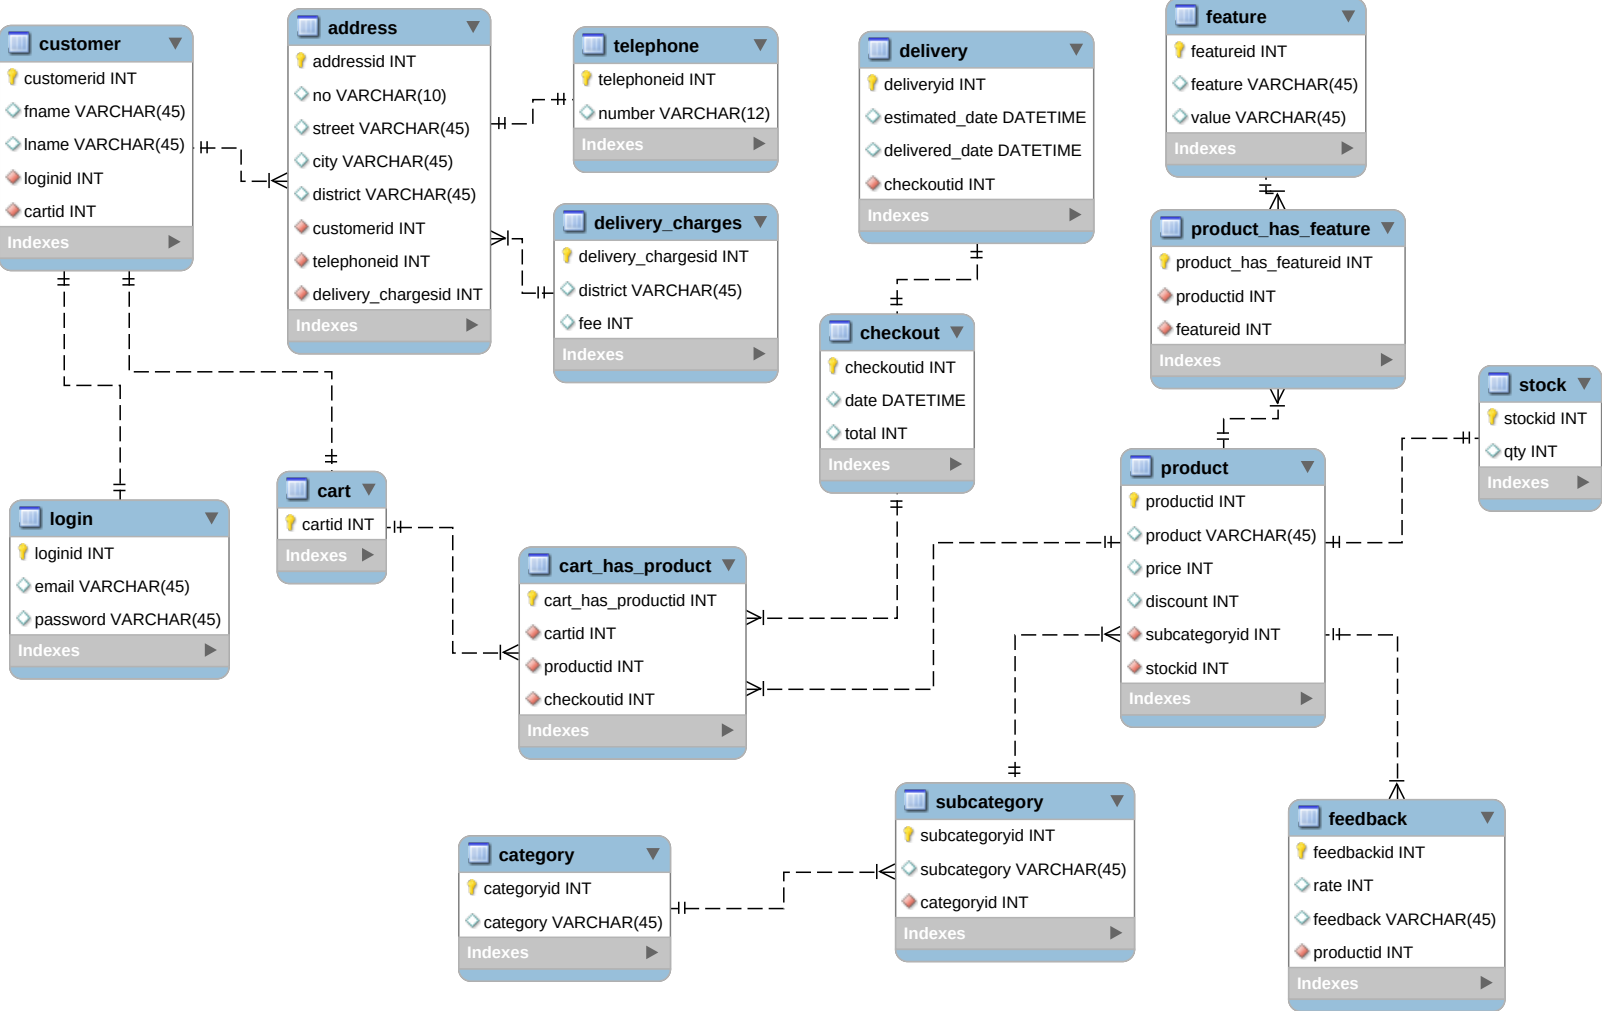 customer
customerid INT
fname VARCHAR(45)
lname VARCHAR(45)
loginid INT
cartid INT
Indexes
address
addressid INT
no VARCHAR(10)
street VARCHAR(45)
city VARCHAR(45)
district VARCHAR(45)
customerid INT
telephoneid INT
delivery_chargesid INT
Indexes
telephone
telephoneid INT
number VARCHAR(12)
Indexes
delivery_charges
delivery_chargesid INT
district VARCHAR(45)
fee INT
Indexes
delivery
deliveryid INT
estimated_date DATETIME
delivered_date DATETIME
checkoutid INT
Indexes
feature
featureid INT
feature VARCHAR(45)
value VARCHAR(45)
Indexes
product_has_feature
product_has_featureid INT
productid INT
featureid INT
Indexes
checkout
checkoutid INT
date DATETIME
total INT
Indexes
stock
stockid INT
qty INT
Indexes
product
productid INT
product VARCHAR(45)
price INT
discount INT
subcategoryid INT
stockid INT
Indexes
login
loginid INT
email VARCHAR(45)
password VARCHAR(45)
Indexes
cart
cartid INT
Indexes
cart_has_product
cart_has_productid INT
cartid INT
productid INT
checkoutid INT
Indexes
category
categoryid INT
category VARCHAR(45)
Indexes
subcategory
subcategoryid INT
subcategory VARCHAR(45)
categoryid INT
Indexes
feedback
feedbackid INT
rate INT
feedback VARCHAR(45)
productid INT
Indexes